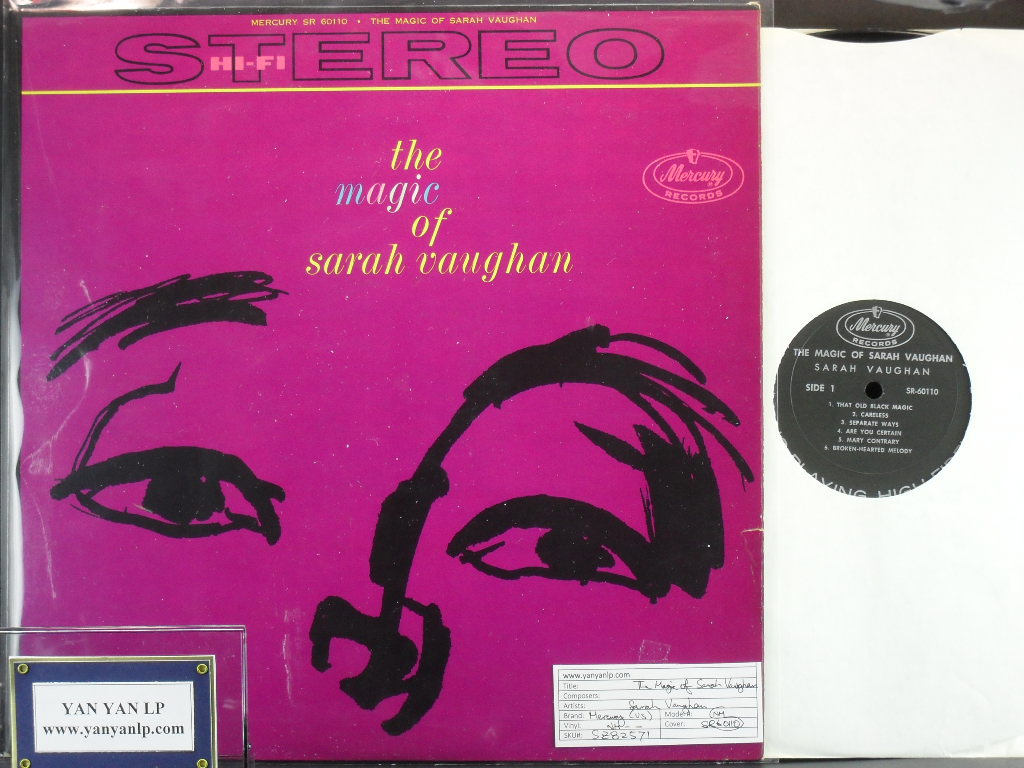 MERCURY SR 60110 • THE MAGIC OF SARAH VAUGHAN
STEREO
HI-FI
the
magic
of
sarah vaughan
Mercury
RECORDS
Mercury
RECORDS
THE MAGIC OF SARAH VAUGHAN
SARAH VAUGHAN
SIDE 1
SR-60110
1. THAT OLD BLACK MAGIC
2. CARELESS
3. SEPARATE WAYS
4. ARE YOU CERTAIN
5. MARY CONTRARY
6. BROKEN-HEARTED MELODY
PLAYING HIGH
YAN YAN LP
www.yanyanlp.com
www.yanyanlp.com
Title: The Magic of Sarah Vaughan
Composers:
Artists: Sarah Vaughan
Brand: Mercury (US) Model#:
Vinyl: Cover:
SKU#: SZ82571